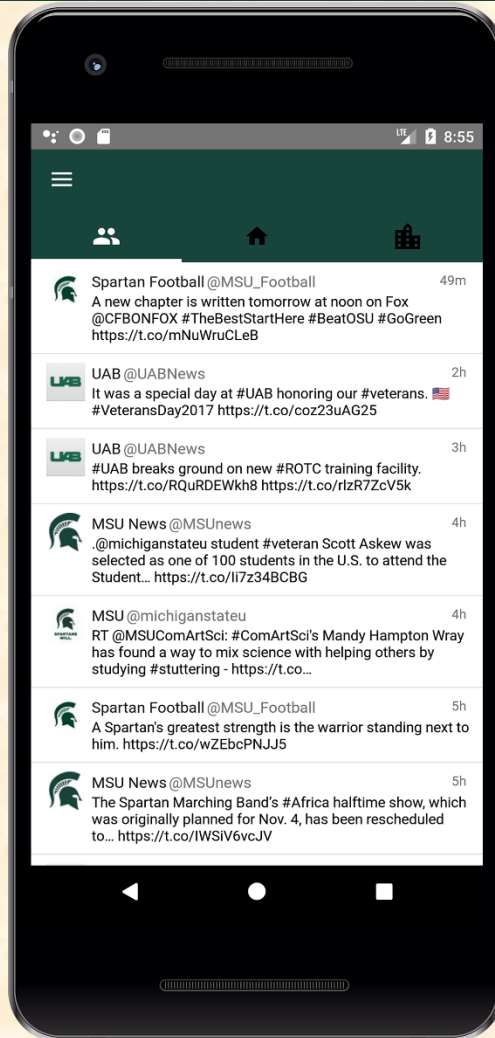 LTE 8:55
Spartan Football @MSU_Football 49m
A new chapter is written tomorrow at noon on Fox
@CFBONFOX #TheBestStartHere #BeatOSU #GoGreen
https://t.co/mNuWruCLeB
UAB
UAB @UABNews 2h
It was a special day at #UAB honoring our #veterans. 🇺🇸
#VeteransDay2017 https://t.co/coz23uAG25
UAB
UAB @UABNews 3h
#UAB breaks ground on new #ROTC training facility.
https://t.co/RQuRDEWkh8 https://t.co/rlzR7ZcV5k
MSU News @MSUnews 4h
.@michiganstateu student #veteran Scott Askew was
selected as one of 100 students in the U.S. to attend the
Student… https://t.co/Ii7z34BCBG
SPARTANS
WILL.
MSU @michiganstateu 4h
RT @MSUComArtSci: #ComArtSci's Mandy Hampton Wray
has found a way to mix science with helping others by
studying #stuttering - https://t.co…
Spartan Football @MSU_Football 5h
A Spartan's greatest strength is the warrior standing next to
him. https://t.co/wZEbcPNJJ5
MSU News @MSUnews 5h
The Spartan Marching Band’s #Africa halftime show, which
was originally planned for Nov. 4, has been rescheduled
to… https://t.co/IWSiV6vcJV